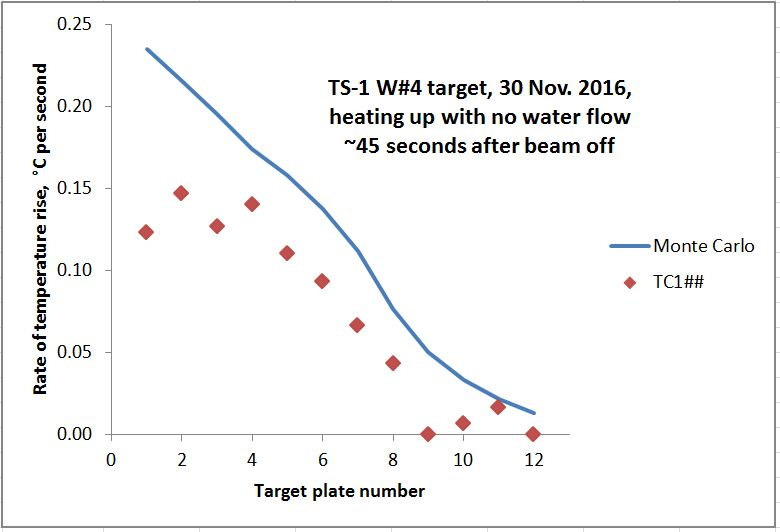 0.25
0.20
0.15
0.10
0.05
0.00
0
2
4
6
8
10
12
Rate of temperature rise, °C per second
Target plate number
TS-1 W#4 target, 30 Nov. 2016,
heating up with no water flow
~45 seconds after beam off
Monte Carlo
TC1##